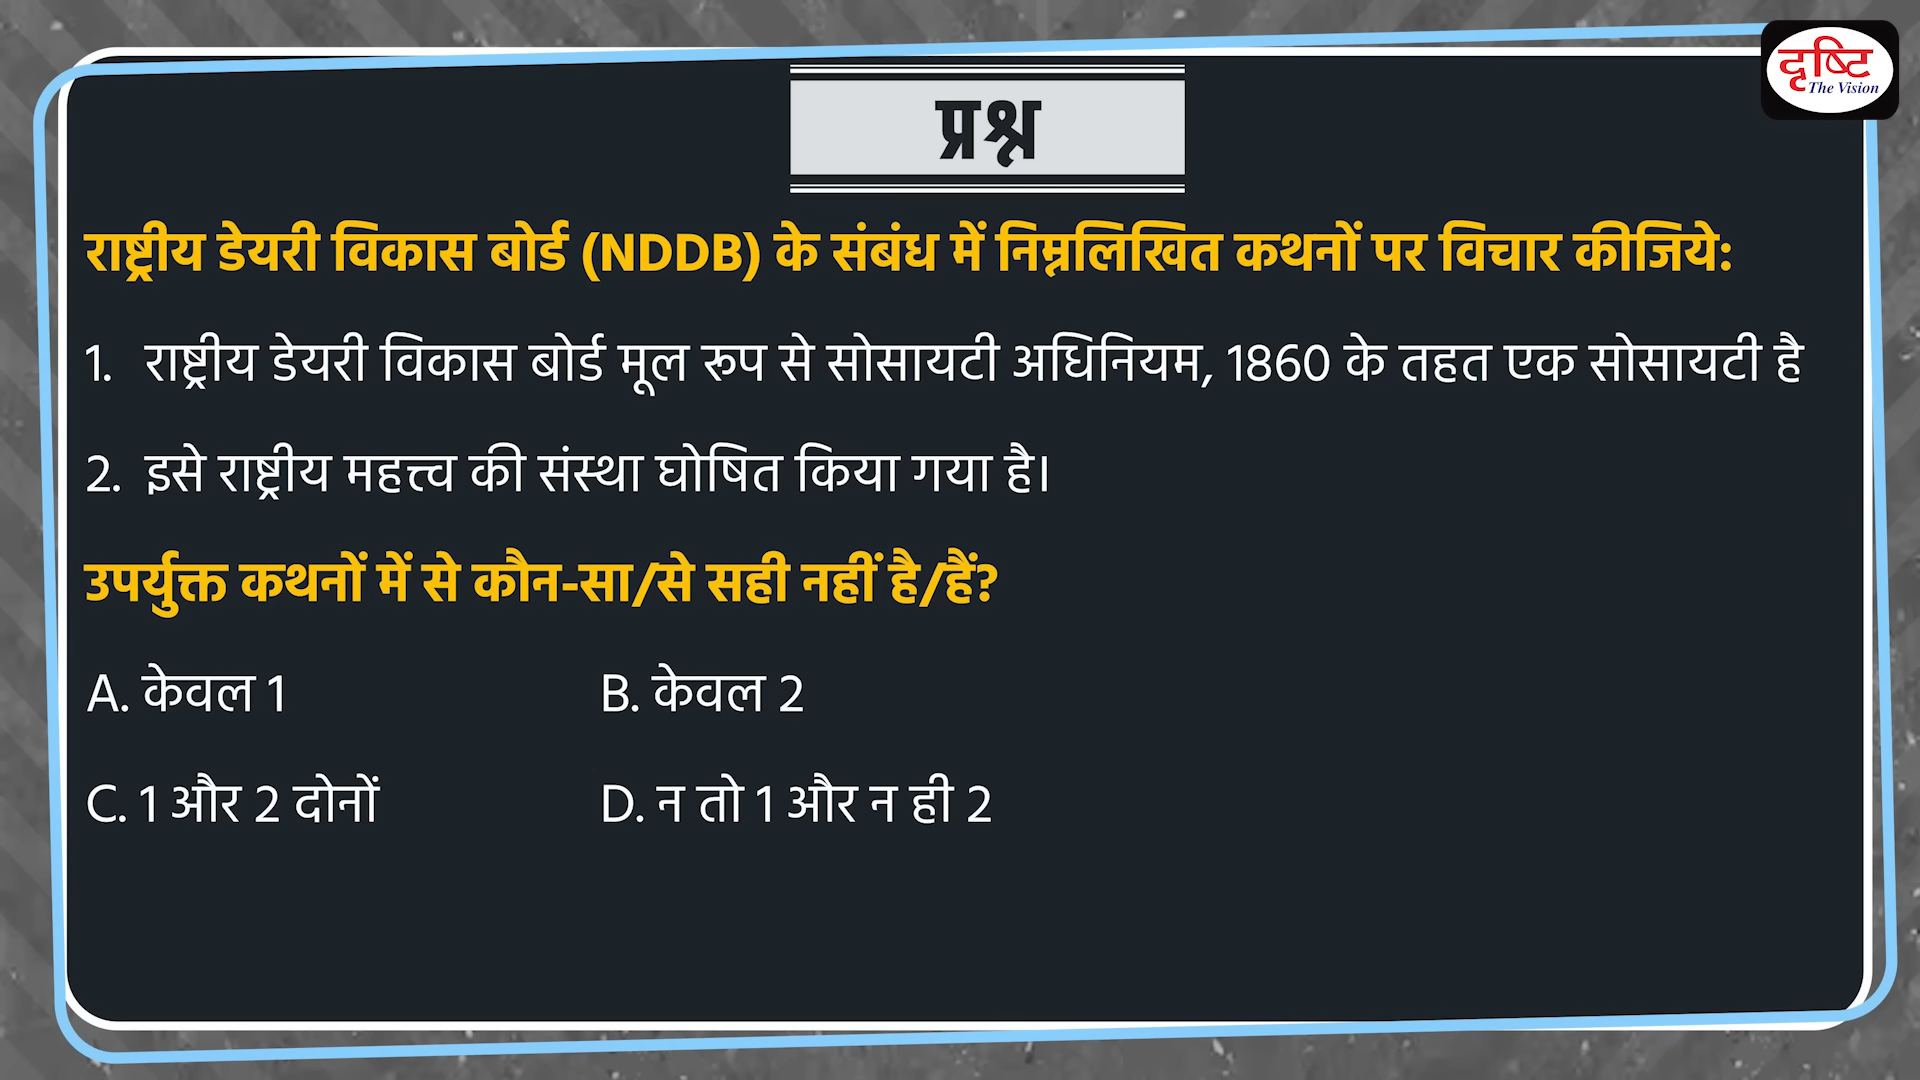 दृष्टि
The Vision
प्रश्न
राष्ट्रीय डेयरी विकास बोर्ड (NDDB) के संबंध में निम्नलिखित कथनों पर विचार कीजिये:
1. राष्ट्रीय डेयरी विकास बोर्ड मूल रूप से सोसायटी अधिनियम, 1860 के तहत एक सोसायटी है
2. इसे राष्ट्रीय महत्त्व की संस्था घोषित किया गया है।
उपर्युक्त कथनों में से कौन-सा/से सही नहीं है/हैं?
A. केवल 1 B. केवल 2
C. 1 और 2 दोनों D. न तो 1 और न ही 2